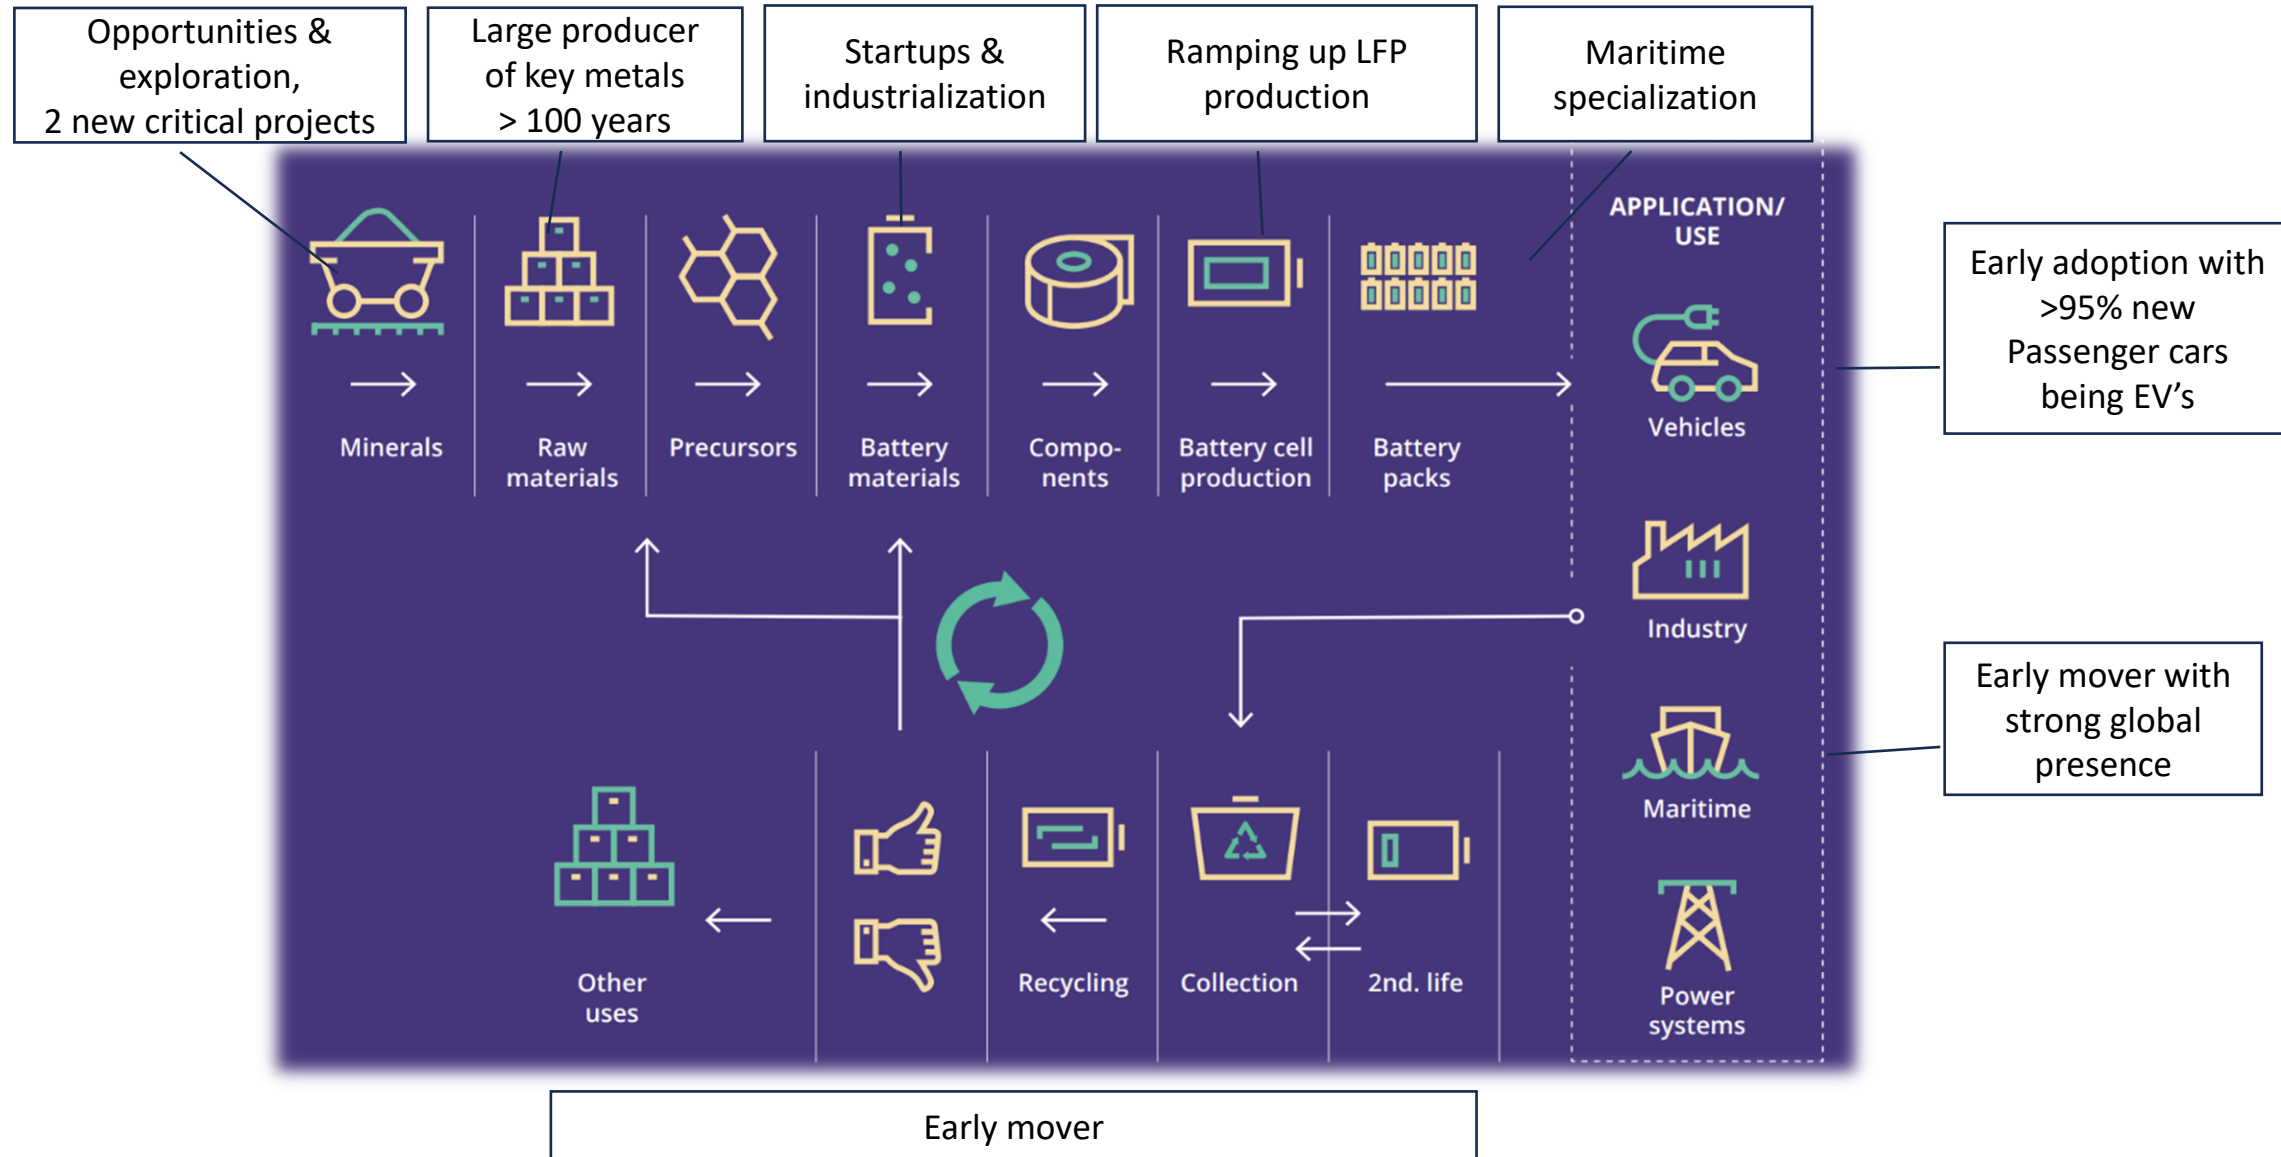 Opportunities &
exploration,
2 new critical projects
Large producer
of key metals
> 100 years
Startups &
industrialization
Ramping up LFP
production
Maritime
specialization
APPLICATION/
USE
Early adoption with
>95% new
Passenger cars
being EV’s
Vehicles
Minerals
Raw
materials
Precursors
Battery
materials
Compo-
nents
Battery cell
production
Battery
packs
Industry
Early mover with
strong global
presence
Maritime
Other
uses
Recycling
Collection
2nd. life
Power
systems
Early mover